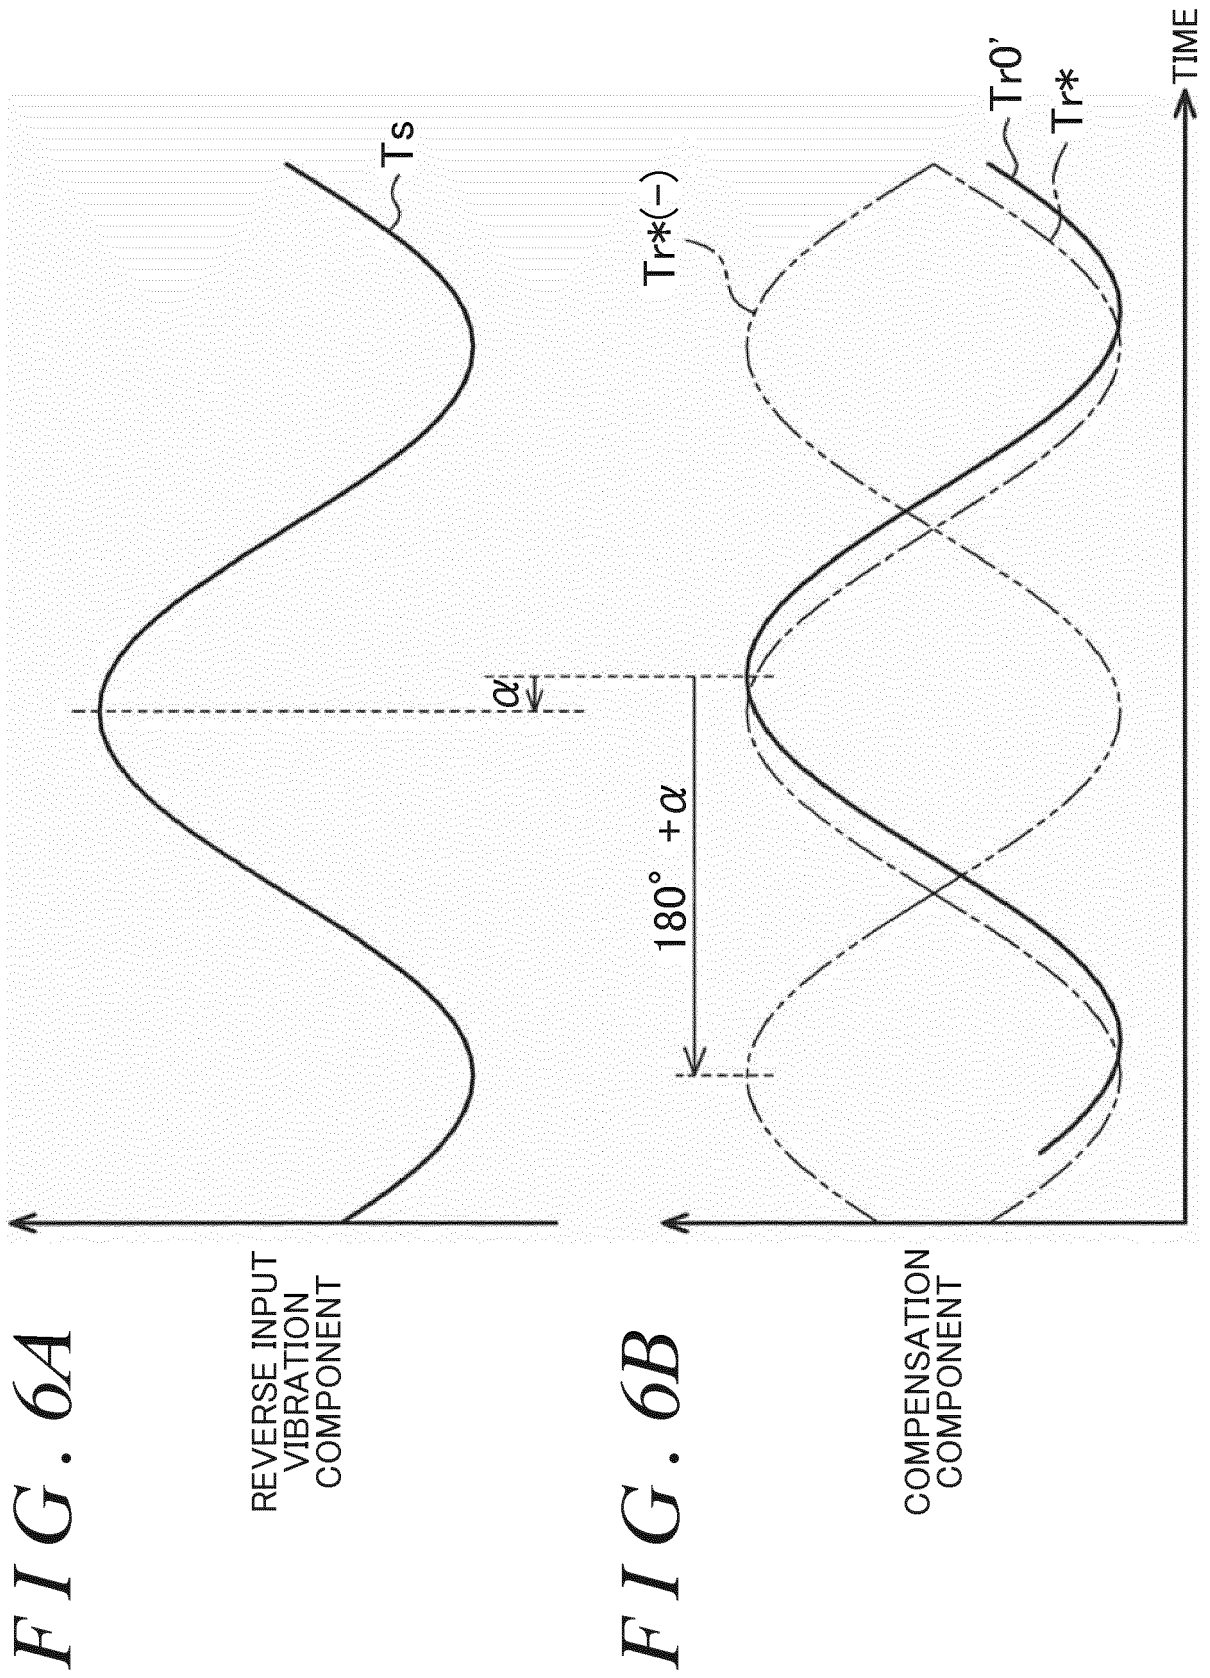 FIG. 6A
REVERSE INPUT
VIBRATION
COMPONENT
Ts
α
FIG. 6B
COMPENSATION
COMPONENT
180° +α
Tr*(-)
Tr0'
Tr*
TIME